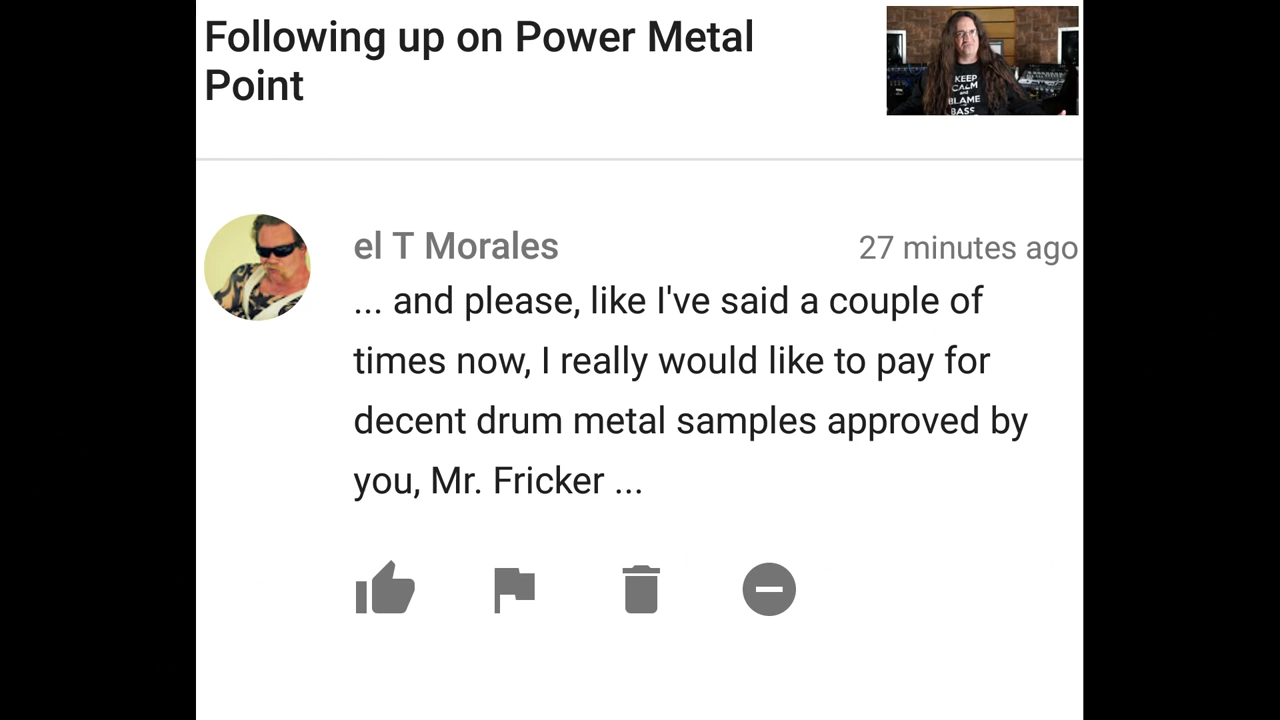 Following up on Power Metal
Point
KEEP
CALM
and
BLAME
BASS
el T Morales
27 minutes ago
... and please, like I've said a couple of
times now, I really would like to pay for
decent drum metal samples approved by
you, Mr. Fricker ...